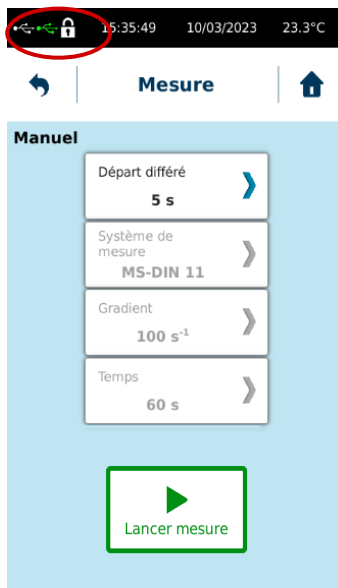 15:35:49 10/03/2023 23.3°C
Mesure
Manuel
Départ différé
5 s
Système de
mesure
MS-DIN 11
Gradient
100 s⁻¹
Temps
60 s
Lancer mesure